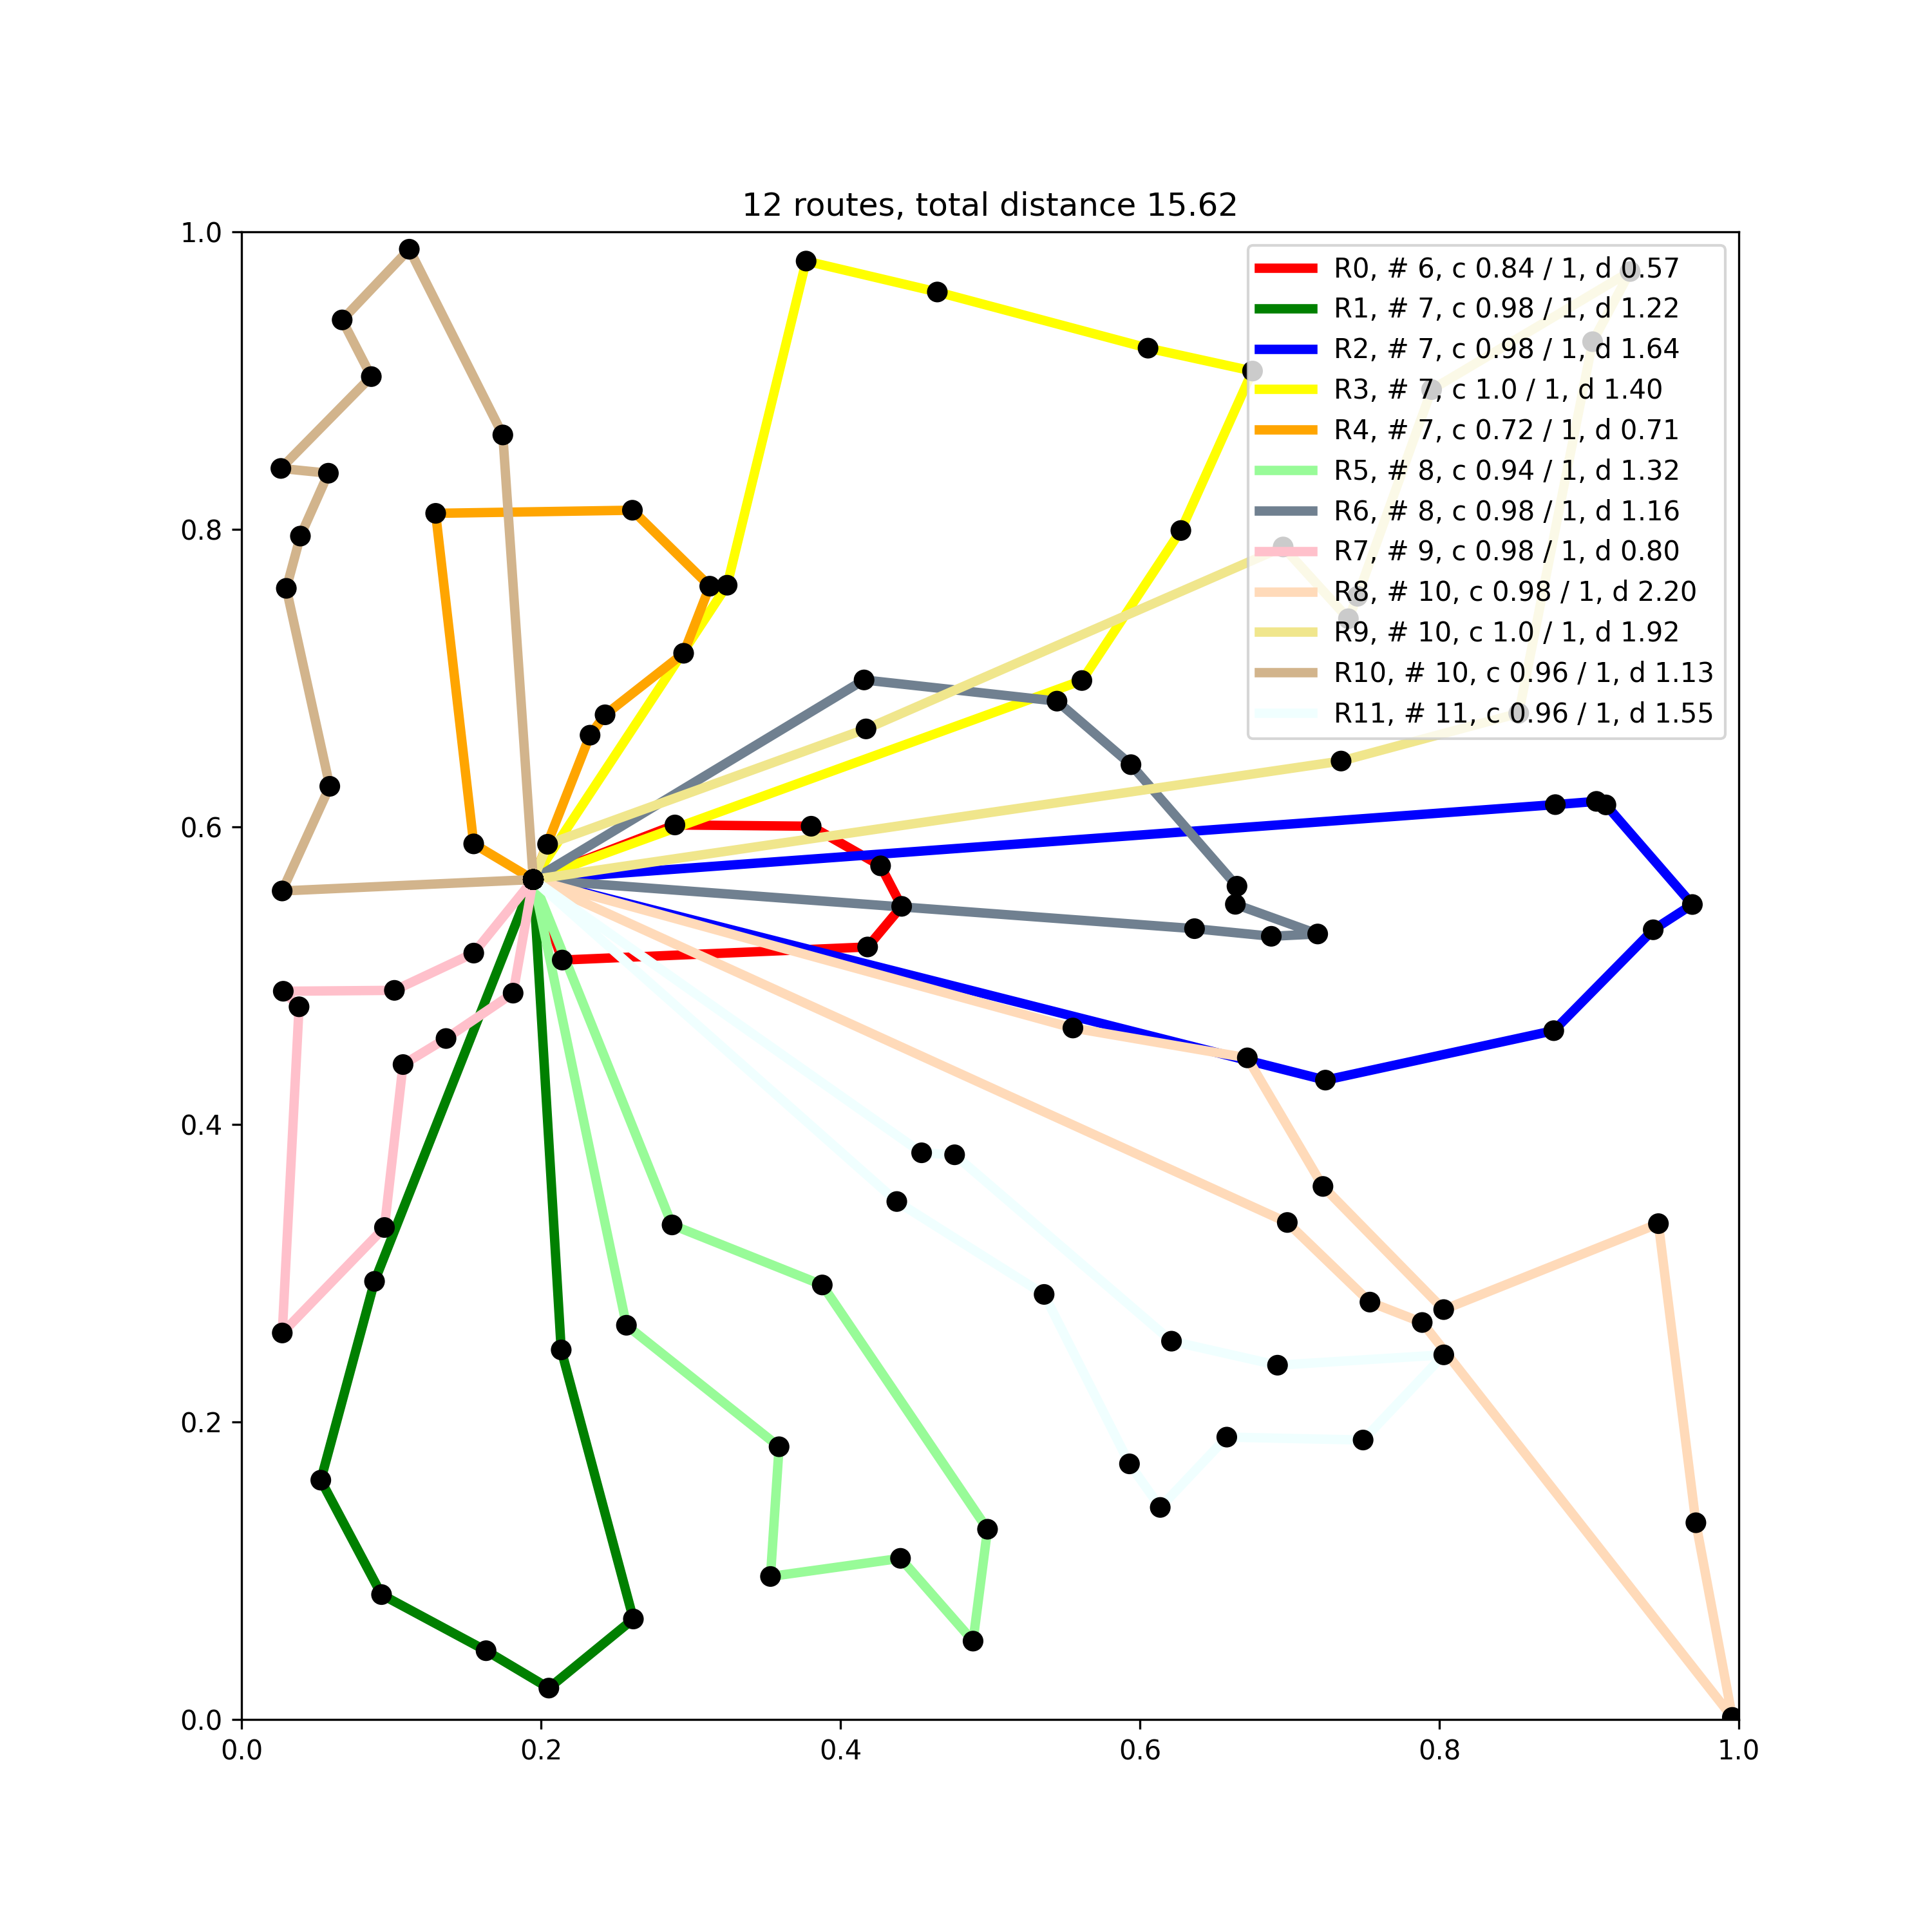 12 routes, total distance 15.62
1.0
0.8
0.6
0.4
0.2
0.0
0.0 0.2 0.4 0.6 0.8 1.0
R0, # 6, c 0.84 / 1, d 0.57
R1, # 7, c 0.98 / 1, d 1.22
R2, # 7, c 0.98 / 1, d 1.64
R3, # 7, c 1.0 / 1, d 1.40
R4, # 7, c 0.72 / 1, d 0.71
R5, # 8, c 0.94 / 1, d 1.32
R6, # 8, c 0.98 / 1, d 1.16
R7, # 9, c 0.98 / 1, d 0.80
R8, # 10, c 0.98 / 1, d 2.20
R9, # 10, c 1.0 / 1, d 1.92
R10, # 10, c 0.96 / 1, d 1.13
R11, # 11, c 0.96 / 1, d 1.55